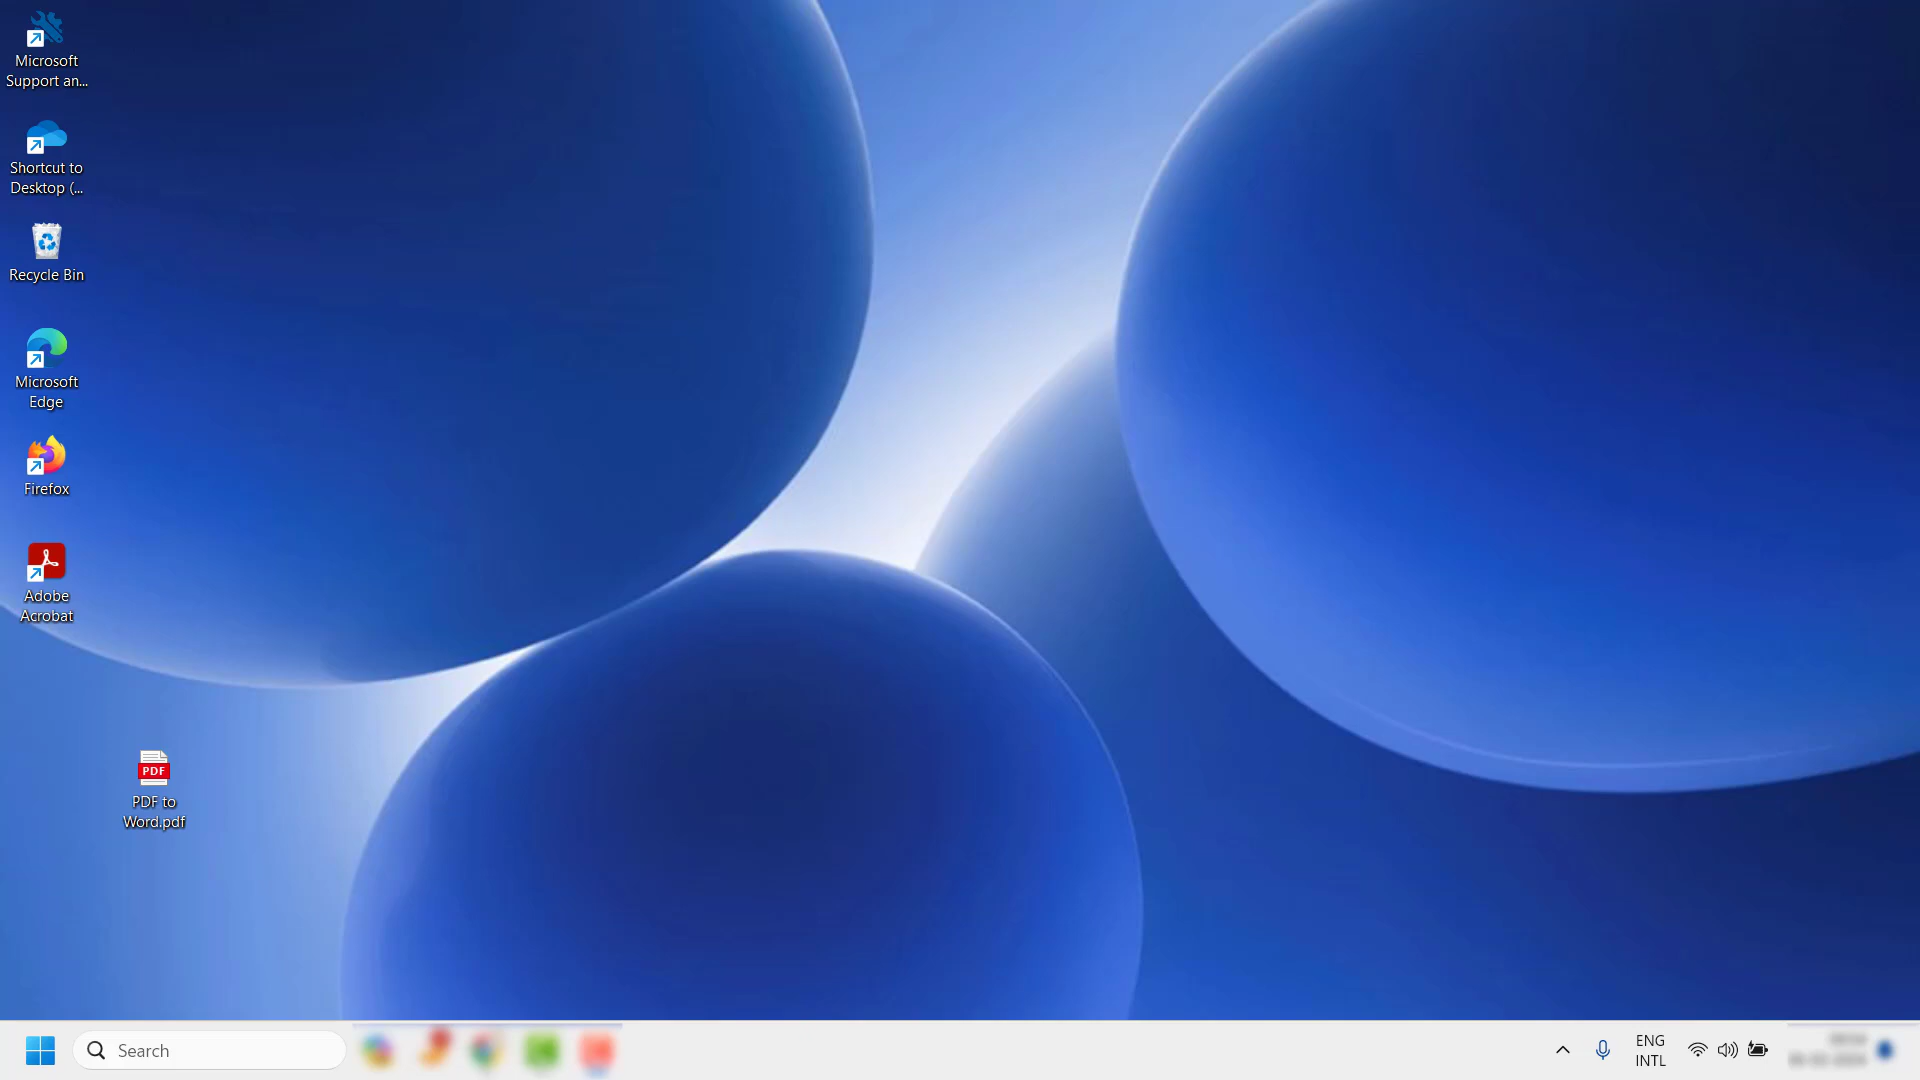 Microsoft
Support an...
Shortcut to
Desktop (...
Recycle Bin
Microsoft
Edge
Firefox
Adobe
Acrobat
PDF
PDF to
Word.pdf
Search
ENG
INTL